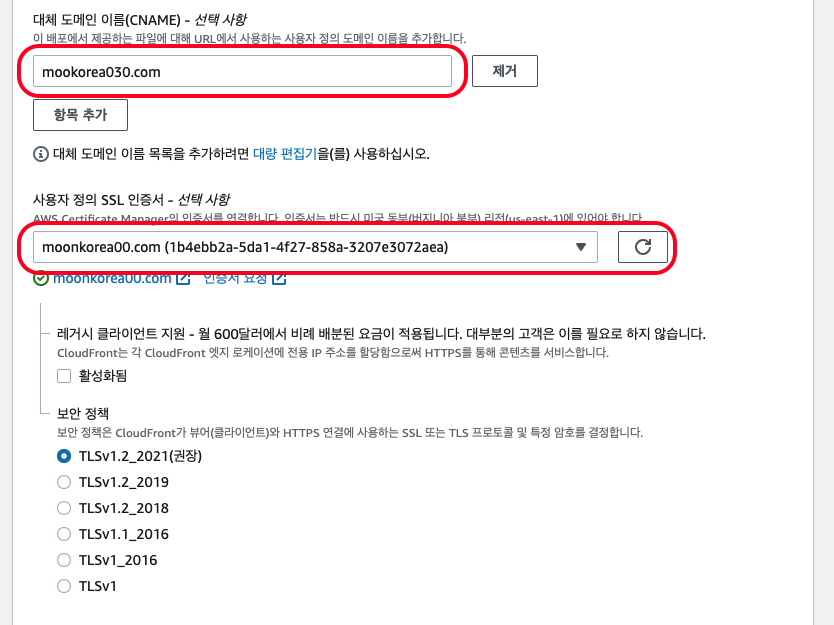 대체 도메인 이름(CNAME) - 선택 사항
이 배포에서 제공하는 파일에 대해 URL에서 사용하는 사용자 정의 도메인 이름을 추가합니다.
mookorea030.com
제거
항목 추가
대체 도메인 이름 목록을 추가하려면 대량 편집기을(를) 사용하십시오.
사용자 정의 SSL 인증서 - 선택 사항
AWS Certificate Manager의 인증서를 연결합니다. 인증서는 반드시 미국 동부(버지니아 북부) 리전(us-east-1)에 있어야 합니다.
moonkorea00.com (1b4ebb2a-5da1-4f27-858a-3207e3072aea)
moonkorea00.com 인증서 요청
레거시 클라이언트 지원 - 월 600달러에서 비례 배분된 요금이 적용됩니다. 대부분의 고객은 이를 필요로 하지 않습니다.
CloudFront는 각 CloudFront 엣지 로케이션에 전용 IP 주소를 할당함으로써 HTTPS를 통해 콘텐츠를 서비스합니다.
활성화됨
보안 정책
보안 정책은 CloudFront가 뷰어(클라이언트)와 HTTPS 연결에 사용하는 SSL 또는 TLS 프로토콜 및 특정 암호를 결정합니다.
TLSv1.2_2021(권장)
TLSv1.2_2019
TLSv1.2_2018
TLSv1.1_2016
TLSv1_2016
TLSv1